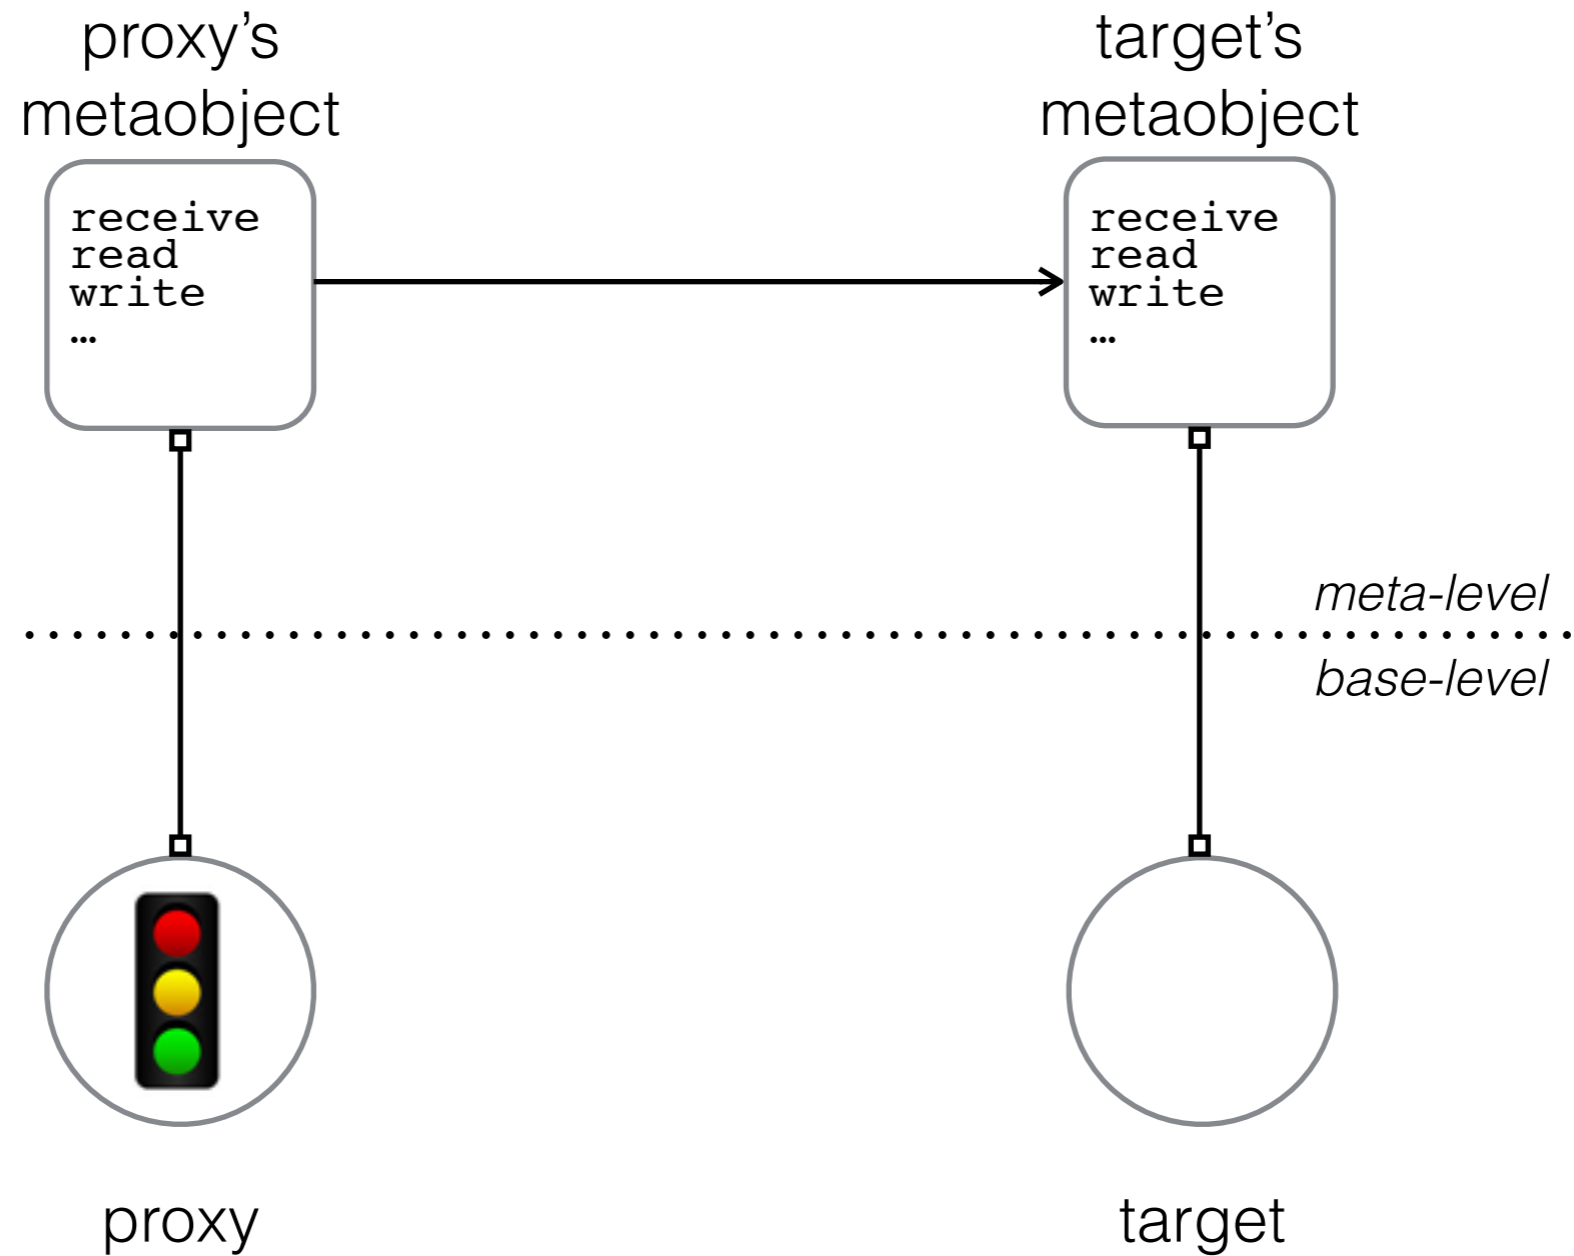 proxy’s
metaobject
receive
read
write
…
target’s
metaobject
receive
read
write
…
meta-level
base-level
proxy
target